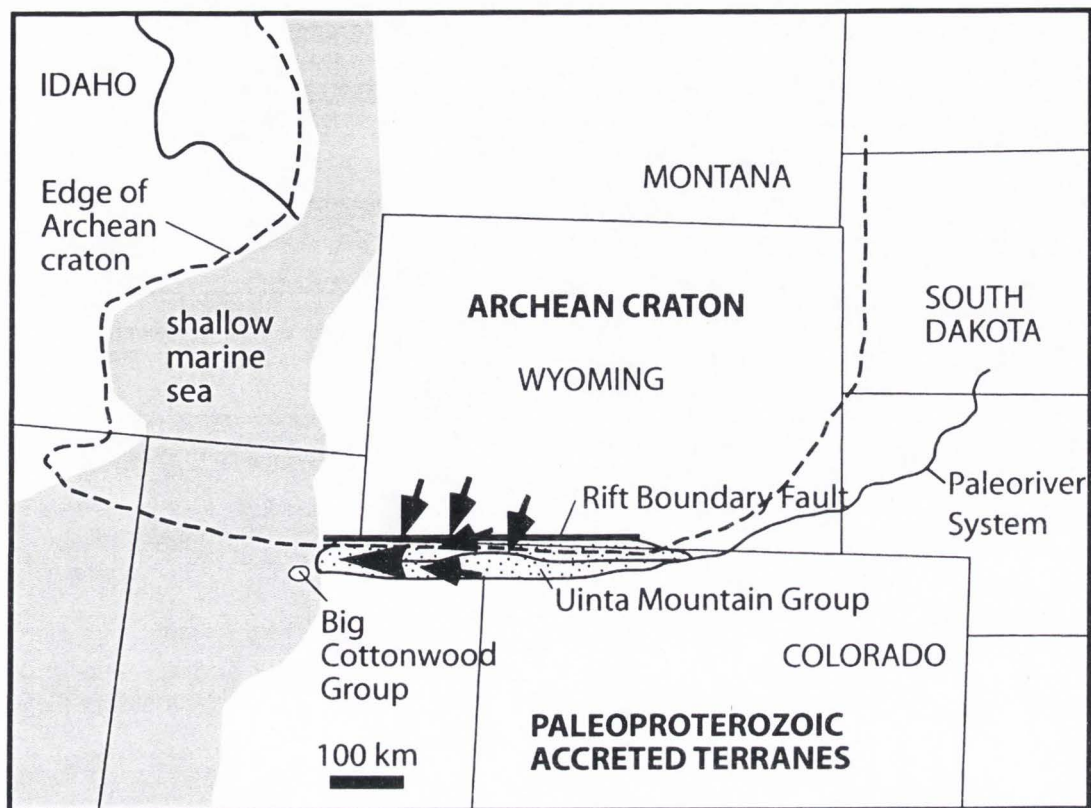 IDAHO
MONTANA
Edge of
Archean
craton
ARCHEAN CRATON
SOUTH
DAKOTA
shallow
marine
sea
WYOMING
Rift Boundary Fault
Paleoriver
System
Uinta Mountain Group
Big
Cottonwood
Group
COLORADO
PALEOPROTEROZOIC
ACCRETED TERRANES
100 km